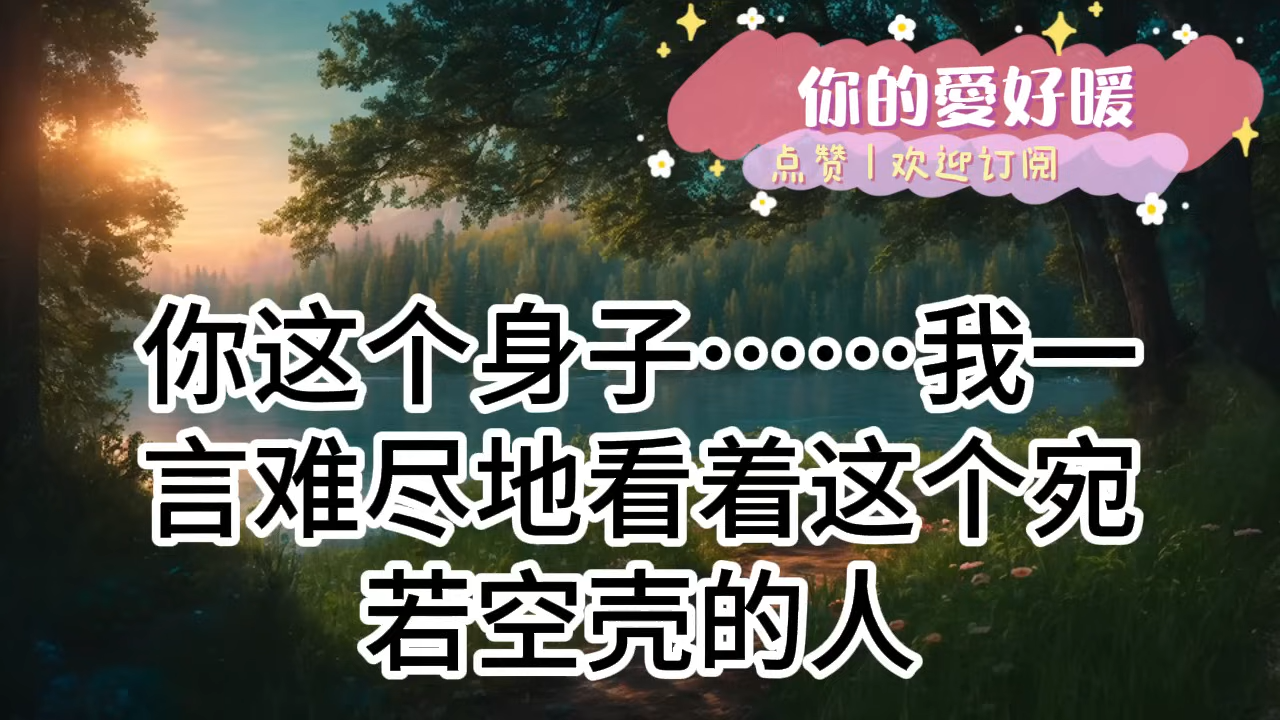 你的愛好暖
点赞 | 欢迎订阅
你这个身子……我一
言难尽地看着这个宛
若空壳的人